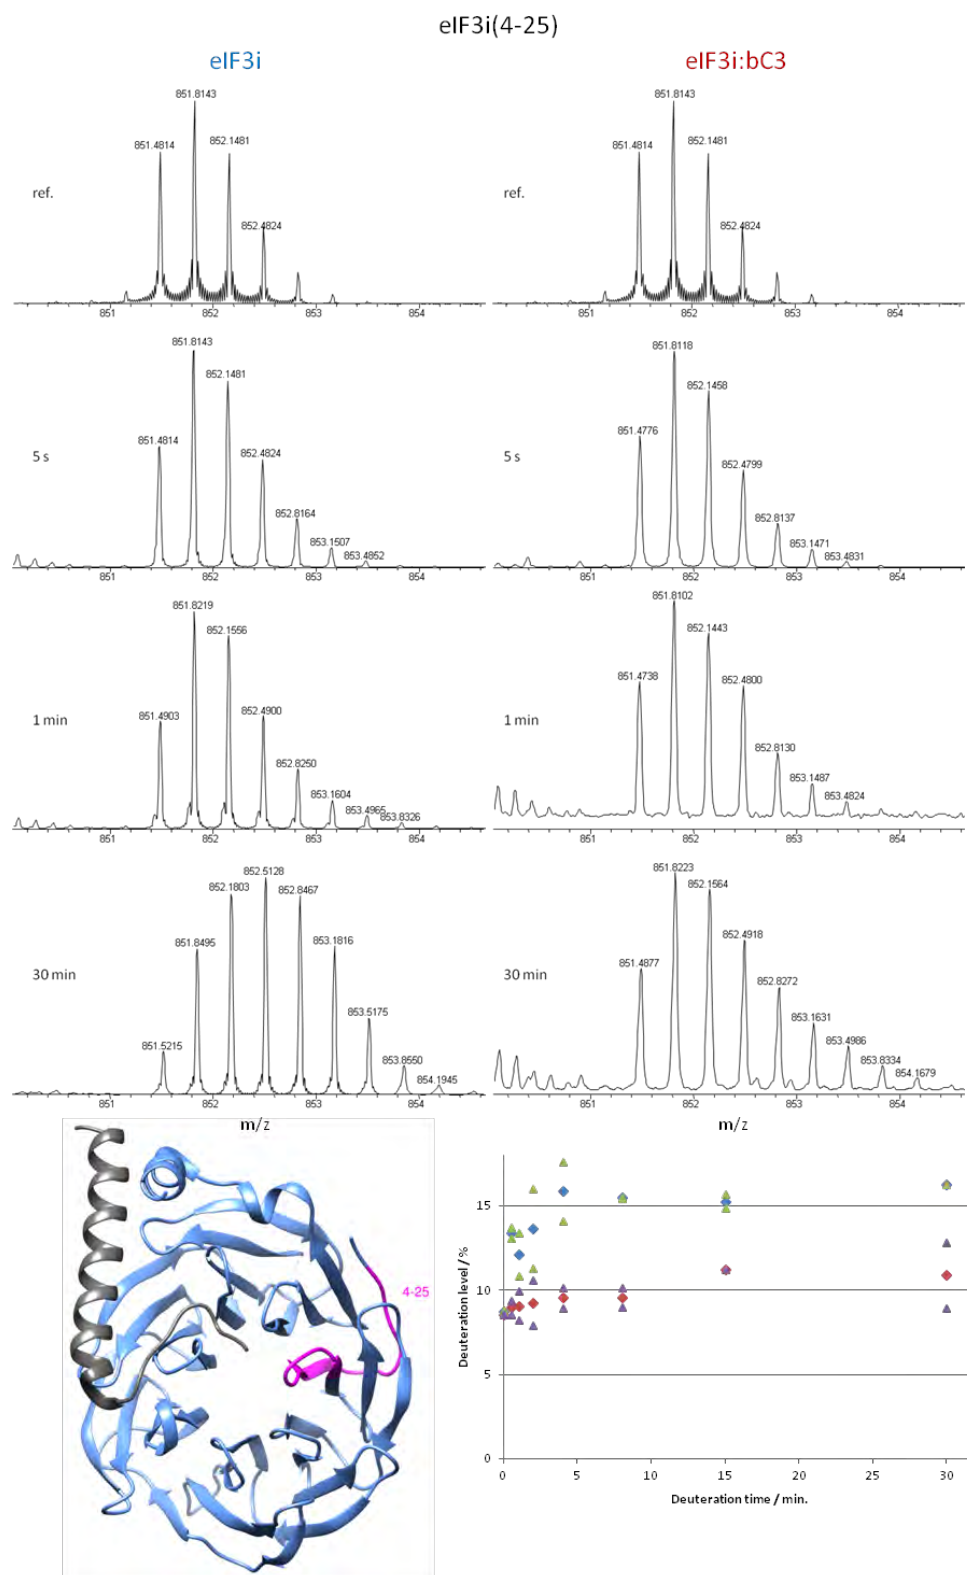 eIF3i(4-25)
eIF3i
eIF3i:bC3
ref.
851.4814
851.8143
852.1481
852.4824
851 852 853 854
ref.
851.4814
851.8143
852.1481
852.4824
851 852 853 854
5 s
851.4814
851.8143
852.1481
852.4824
852.8164
853.1507
853.4852
851 852 853 854
5 s
851.4776
851.8118
852.1458
852.4799
852.8137
853.1471
853.4831
851 852 853 854
1 min
851.4903
851.8219
852.1556
852.4900
852.8250
853.1604
853.4965
853.8326
851 852 853 854
1 min
851.4738
851.8102
852.1443
852.4800
852.8130
853.1487
853.4824
851 852 853 854
30 min
851.5215
851.8495
852.1803
852.5128
852.8467
853.1816
853.5175
853.8550
854.1945
851 852 853 854
m/z
30 min
851.4877
851.8223
852.1564
852.4918
852.8272
853.1631
853.4986
853.8334
854.1679
851 852 853 854
m/z
4-25
Deuteration level / %
15
10
5
0
0 5 10 15 20 25 30
Deuteration time / min.